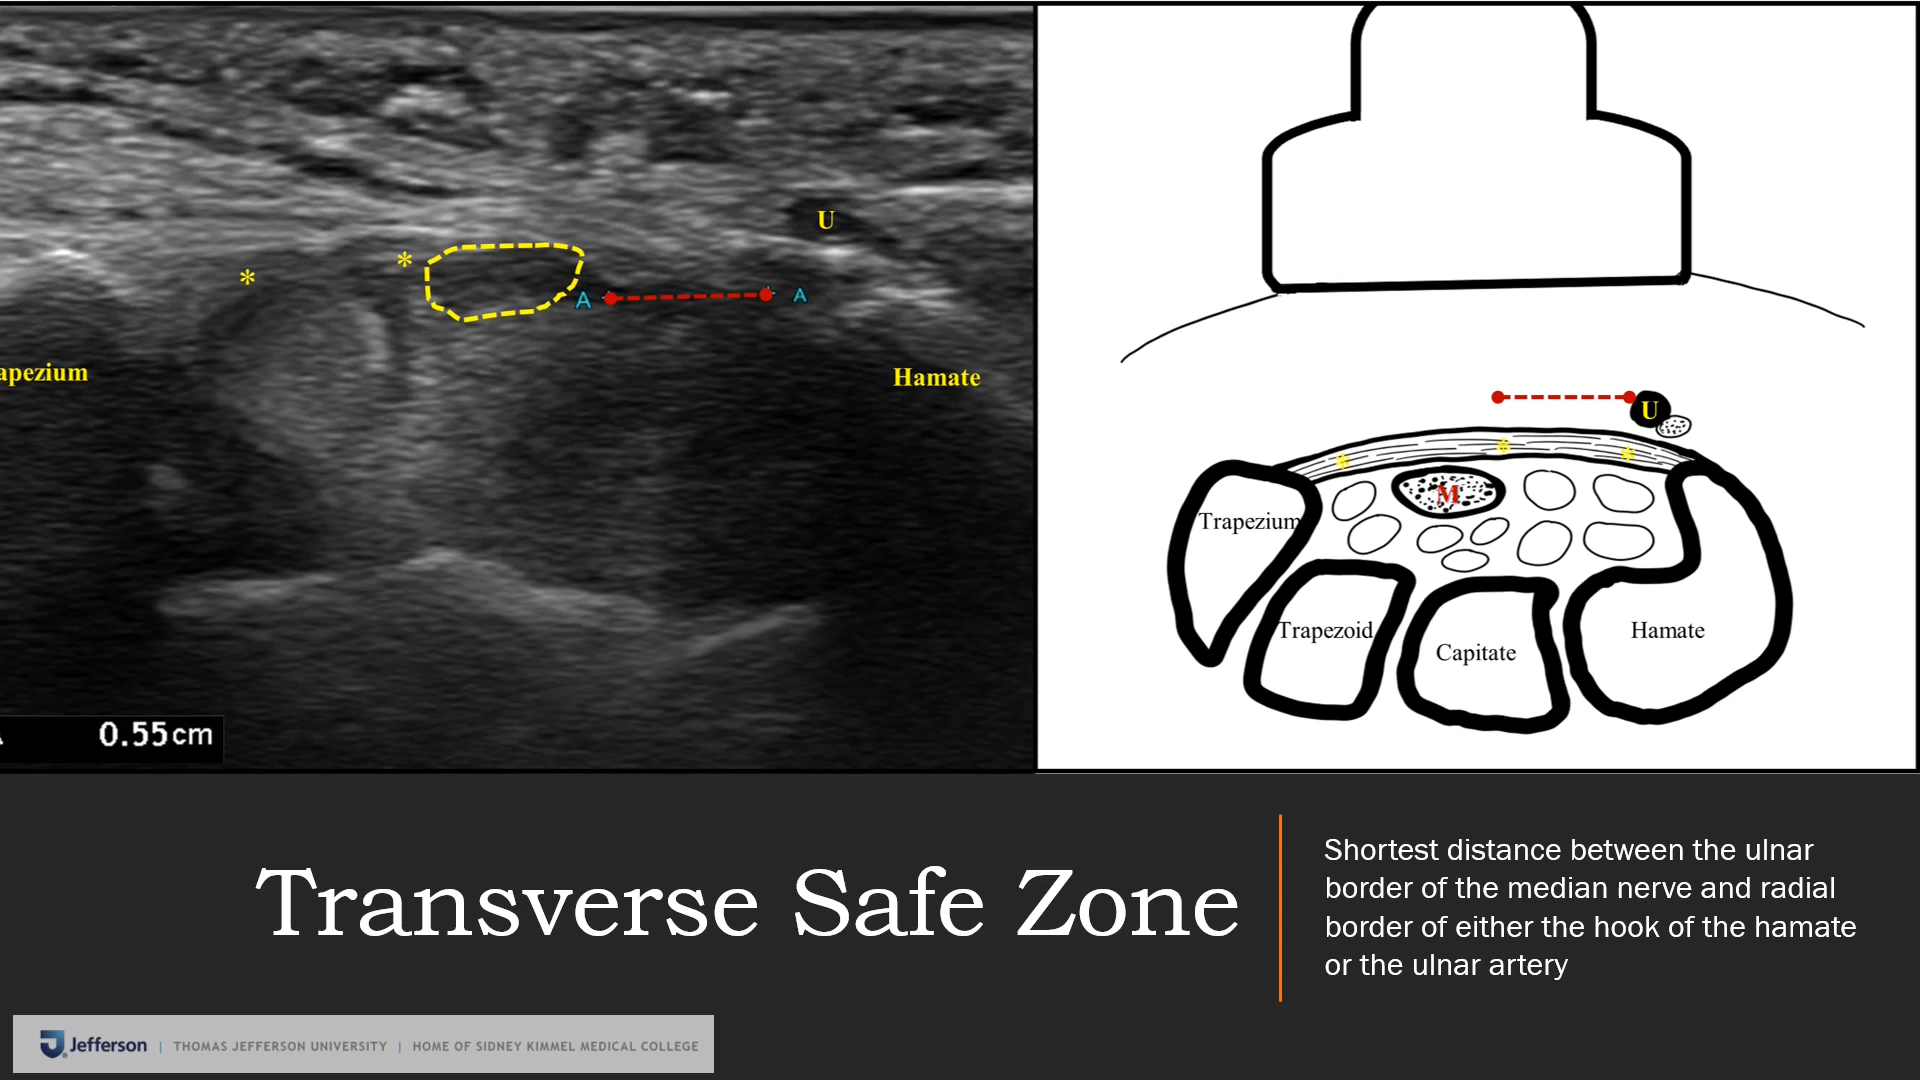 U
*
*
A
A
apezium
Hamate
0.55cm
U
*
*
*
M
Trapezium
Trapezoid
Capitate
Hamate
Transverse Safe Zone
Shortest distance between the ulnar
border of the median nerve and radial
border of either the hook of the hamate
or the ulnar artery
Jefferson | THOMAS JEFFERSON UNIVERSITY | HOME OF SIDNEY KIMMEL MEDICAL COLLEGE